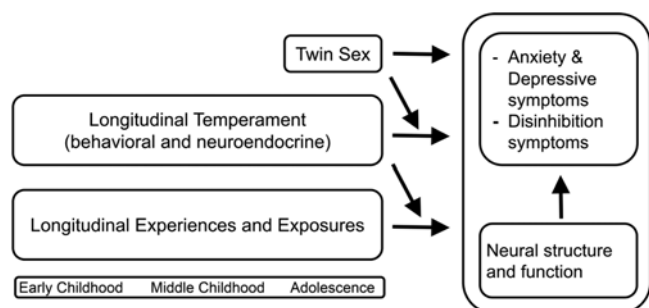 Twin Sex
- Anxiety &
Depressive
symptoms
- Disinhibition
symptoms
Longitudinal Temperament
(behavioral and neuroendocrine)
Longitudinal Experiences and Exposures
Neural structure
and function
Early Childhood Middle Childhood Adolescence